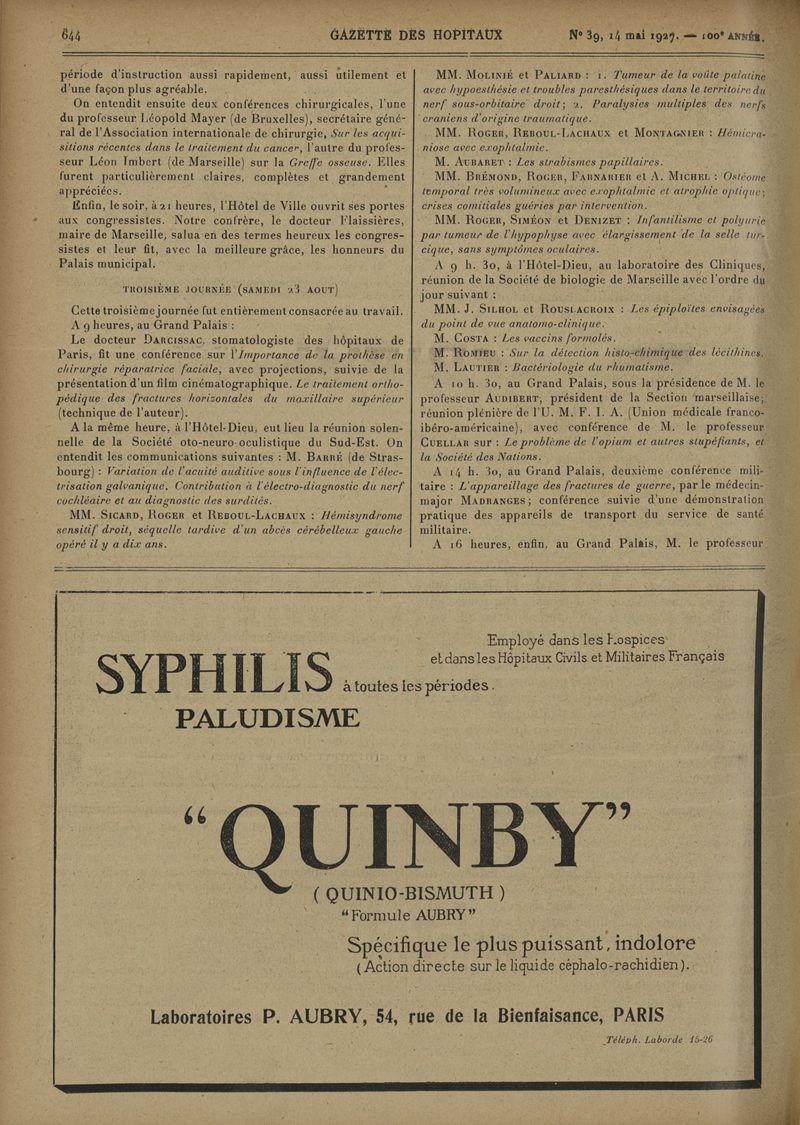 644
GAZETTE DES HOPITAUX
N° 39, 14 mai 1927. — 100e ANNÉE.
période d'instruction aussi rapidement, aussi utilement et
d'une façon plus agréable.
On entendit ensuite deux conférences chirurgicales, l'une
du professeur Léopold Mayer (de Bruxelles), secrétaire géné-
ral de l'Association internationale de chirurgie, Sur les acqui-
sitions récentes dans le traitement du cancer, l'autre du profes-
seur Léon Imbert (de Marseille) sur la Greffe osseuse. Elles
furent particulièrement claires, complètes et grandement
appréciées.
Enfin, le soir, à 21 heures, l'Hôtel de Ville ouvrit ses portes
aux congressistes. Notre confrère, le docteur Flaissières,
maire de Marseille, salua en des termes heureux les congres-
sistes et leur fit, avec la meilleure grâce, les honneurs du
Palais municipal.
TROISIÈME JOURNÉE (SAMEDI 23 AOUT)
Cette troisième journée fut entièrement consacrée au travail.
A 9 heures, au Grand Palais :
Le docteur DARCISSAC, stomatologiste des hôpitaux de
Paris, fit une conférence sur l'Importance de la prothèse en
chirurgie réparatrice faciale, avec projections, suivie de la
présentation d'un film cinématographique. Le traitement ortho-
pédique des fractures horizontales du maxillaire supérieur
(technique de l'auteur).
A la même heure, à l'Hôtel-Dieu, eut lieu la réunion solen-
nelle de la Société oto-neuro-oculistique du Sud-Est. On
entendit les communications suivantes : M. BARRÉ (de Stras-
bourg) : Variation de l'acuité auditive sous l'influence de l'élec-
trisation galvanique. Contribution à l'électro-diagnostic du nerf
cochléaire et au diagnostic des surdités.
MM. SICARD, ROGER et REBOUL-LACHAUX : Hémisyndrome
sensitif droit, séquelle tardive d'un abcès cérébelleux gauche
opéré il y a dix ans.
MM. MOLINIÉ et PALIARD : 1. Tumeur de la voûte palatine
avec hypoesthésie et troubles paresthésiques dans le territoire du
nerf sous-orbitaire droit; 2. Paralysies multiples des nerfs
craniens d'origine traumatique.
MM. ROGER, REBOUL-LACHAUX et MONTAGNIER : Hémicra-
niose avec exophtalmie.
M. AUBARET : Les strabismes papillaires.
MM. BRÉMOND, ROGER, FARNARIER et A. MICHEL : Ostéome
temporal très volumineux avec exophtalmie et atrophie optique;
crises comitiales guéries par intervention.
MM. ROGER, SIMÉON et DENIZET : Infantilisme et polyurie
par tumeur de l'hypophyse avec élargissement de la selle tur-
cique, sans symptômes oculaires.
A 9 h. 30, à l'Hôtel-Dieu, au laboratoire des Cliniques,
réunion de la Société de biologie de Marseille avec l'ordre du
jour suivant :
MM. J. SILHOL et ROUSLACROIX : Les épiploïtes envisagées
du point de vue anatomo-clinique.
M. COSTA : Les vaccins formolés.
M. ROMIEU : Sur la détection histo-chimique des lécithines.
M. LAUTIER : Bactériologie du rhumatisme.
A 10 h. 30, au Grand Palais, sous la présidence de M. le
professeur AUDIBERT, président de la Section marseillaise;
réunion plénière de l'U. M. F. I. A. (Union médicale franco-
ibéro-américaine), avec conférence de M. le professeur
CUELLAR sur : Le problème de l'opium et autres stupéfiants, et
la Société des Nations.
A 14 h. 30, au Grand Palais, deuxième conférence mili-
taire : L'appareillage des fractures de guerre, par le médecin-
major MADRANGES; conférence suivie d'une démonstration
pratique des appareils de transport du service de santé
militaire.
A 16 heures, enfin, au Grand Palais, M. le professeur
Employé dans les Hospices
et dans les Hôpitaux Civils et Militaires Français
SYPHILIS à toutes les périodes.
PALUDISME
“QUINBY”
( QUINIO-BISMUTH )
“Formule AUBRY”
Spécifique le plus puissant, indolore
( Action directe sur le liquide céphalo-rachidien ).
Laboratoires P. AUBRY, 54, rue de la Bienfaisance, PARIS
Téléph. Laborde 15-26